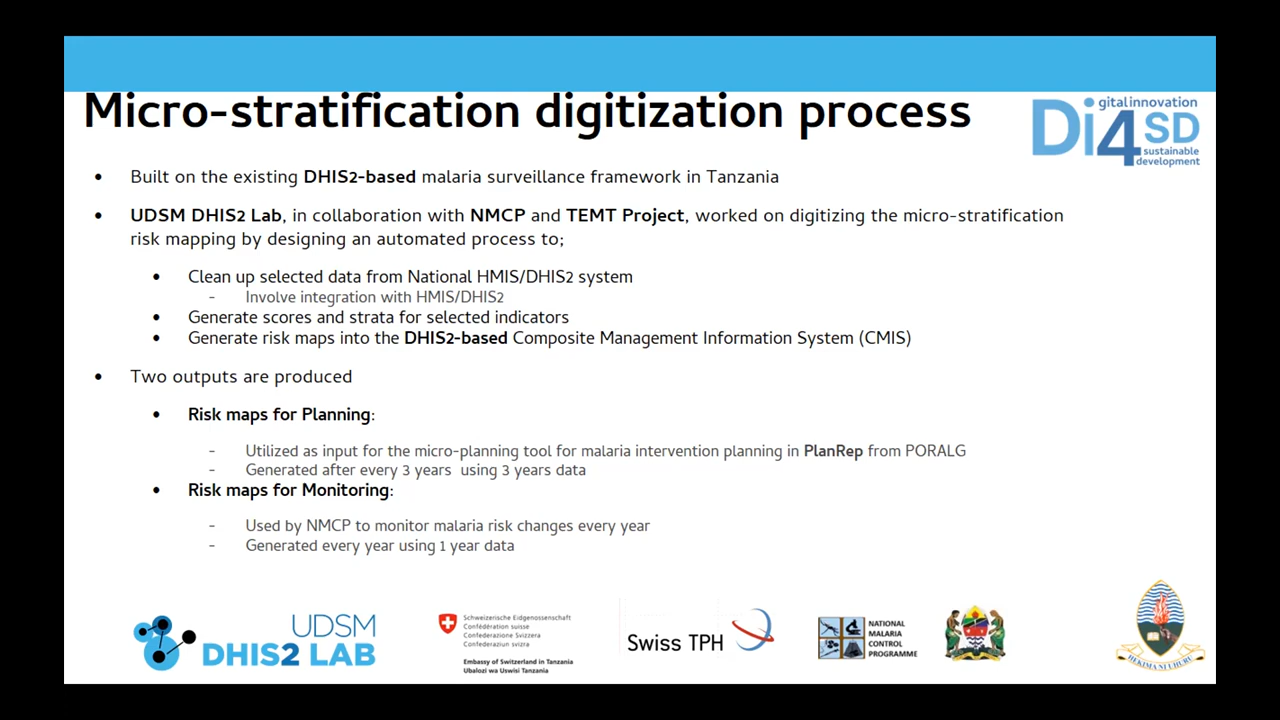 Micro-stratification digitization process
Di4SD
gital innovation
sustainable
development
• Built on the existing DHIS2-based malaria surveillance framework in Tanzania
• UDSM DHIS2 Lab, in collaboration with NMCP and TEMT Project, worked on digitizing the micro-stratification
risk mapping by designing an automated process to;
• Clean up selected data from National HMIS/DHIS2 system
- Involve integration with HMIS/DHIS2
• Generate scores and strata for selected indicators
• Generate risk maps into the DHIS2-based Composite Management Information System (CMIS)
• Two outputs are produced
• Risk maps for Planning:
- Utilized as input for the micro-planning tool for malaria intervention planning in PlanRep from PORALG
- Generated after every 3 years using 3 years data
• Risk maps for Monitoring:
- Used by NMCP to monitor malaria risk changes every year
- Generated every year using 1 year data
UDSM
DHIS2 LAB
Schweizerische Eidgenossenschaft
Confédération suisse
Confederazione Svizzera
Confederaziun svizra
Embassy of Switzerland in Tanzania
Ubalozi wa Uswisi Tanzania
Swiss TPH
NATIONAL
MALARIA
CONTROL
PROGRAMME
HEKIMA NI UHURU